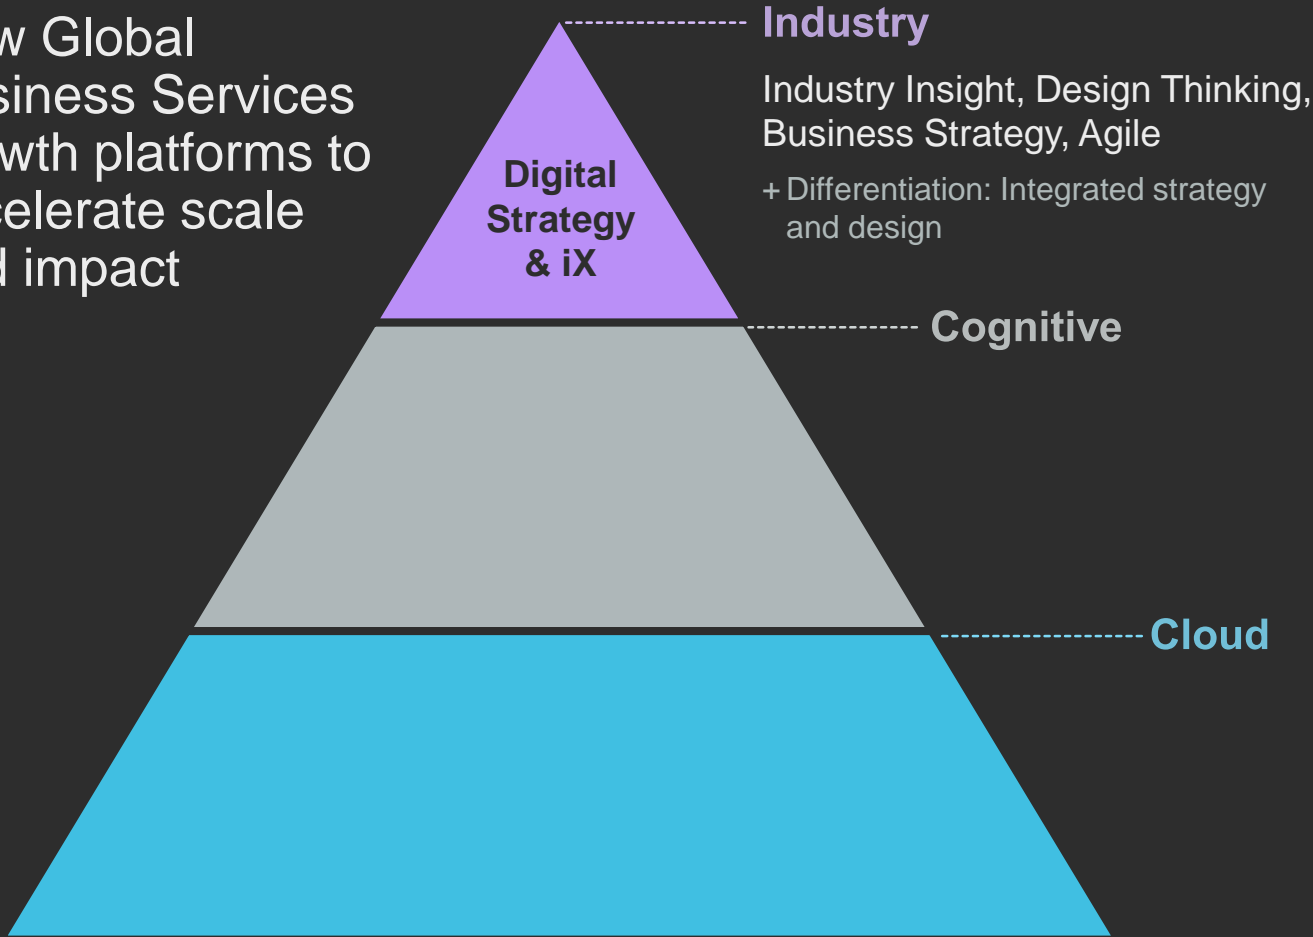 w Global
siness Services
wth platforms to
celerate scale
d impact
Industry
Industry Insight, Design Thinking,
Business Strategy, Agile
+ Differentiation: Integrated strategy
and design
Digital
Strategy
& iX
Cognitive
Cloud